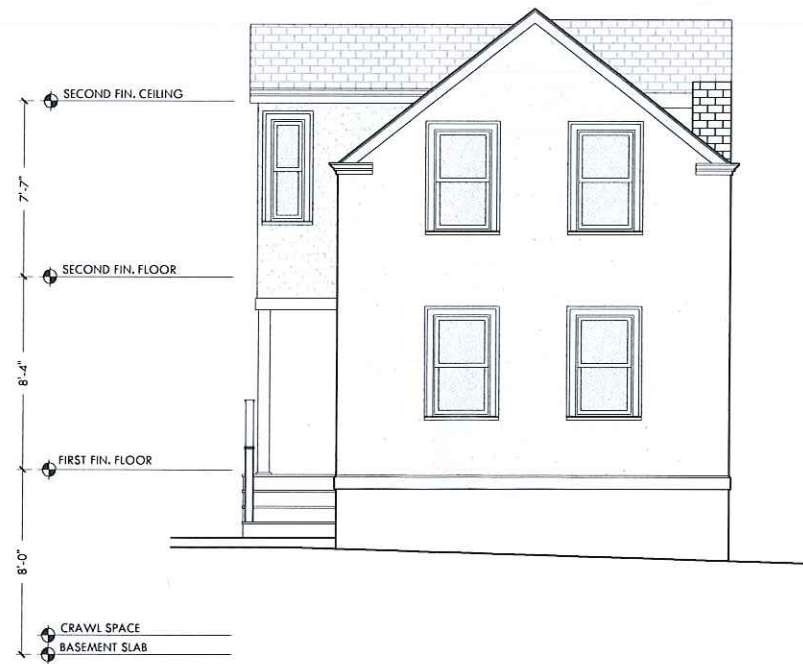 SECOND FIN. CEILING
7'-7"
SECOND FIN. FLOOR
8'-4"
FIRST FIN. FLOOR
8'-0"
CRAWL SPACE
BASEMENT SLAB